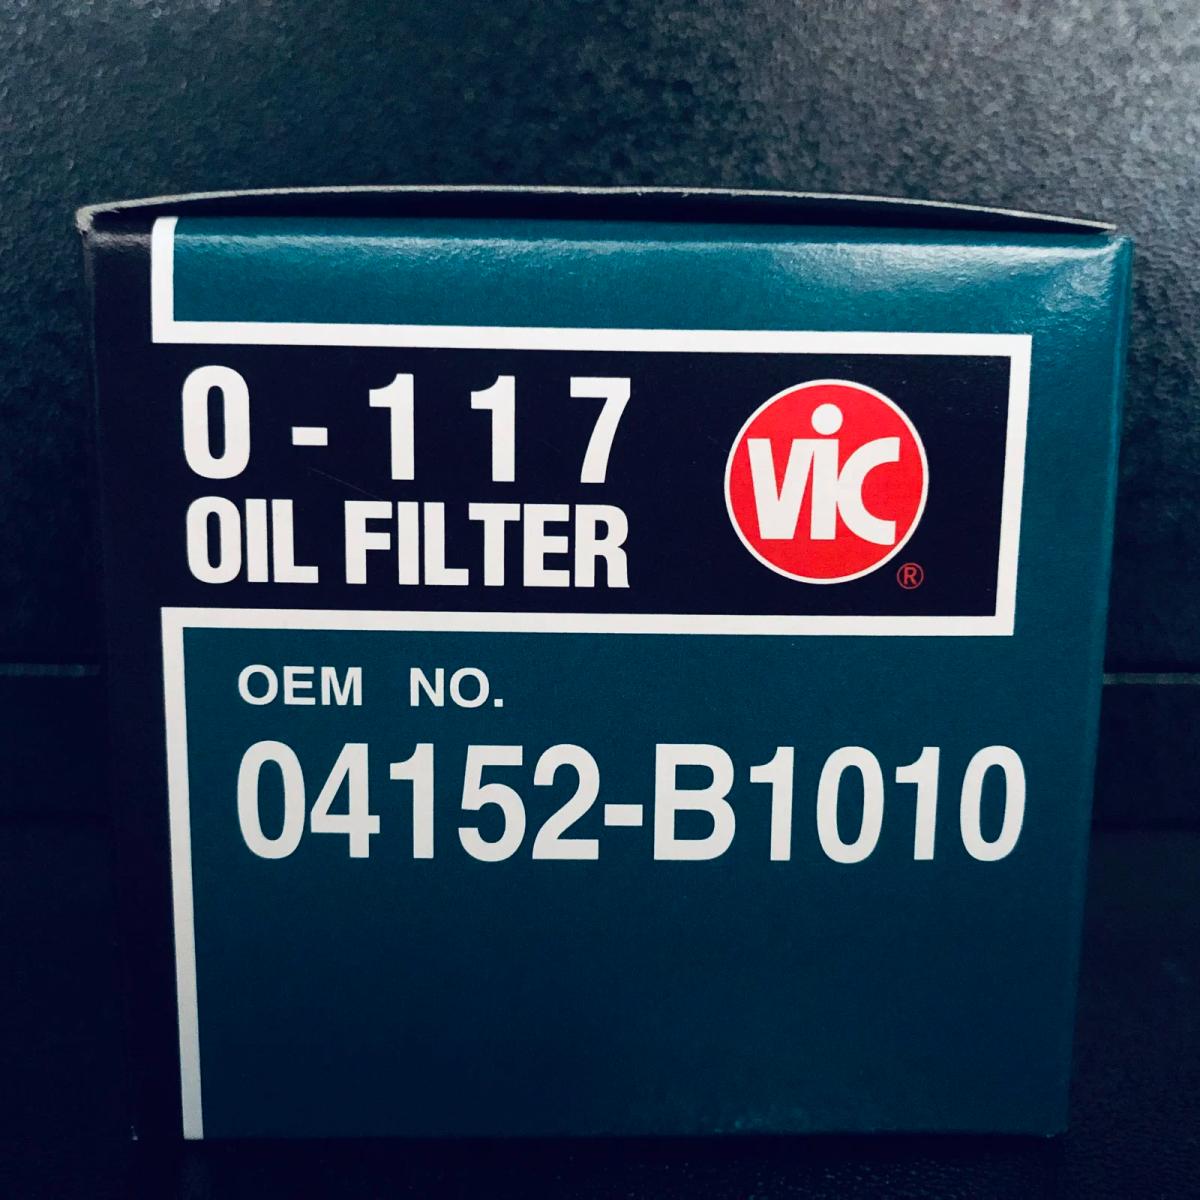 0-117
OIL FILTER
VIC
®
OEM NO.
04152-B1010